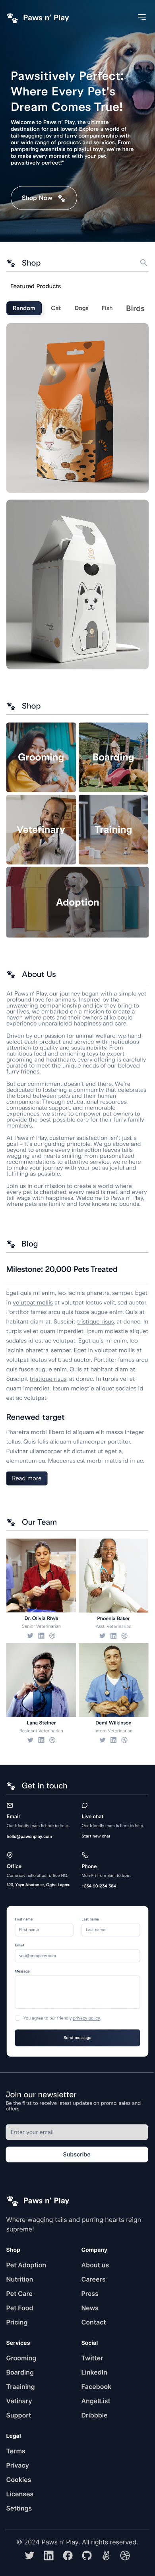 Paws n' Play
Pawsitively Perfect:
Where Every Pet's
Dream Comes True!
Welcome to Paws n' Play, the ultimate
destination for pet lovers! Explore a world of
tail-wagging joy and furry companionship with
our wide range of products and services. From
pampering essentials to playful toys, we're here
to make every moment with your pet
pawsitively perfect!"
Shop Now
Shop
Featured Products
Random Cat Dogs Fish Birds
Shop
Grooming Boarding
Veterinary Training
Adoption
About Us
At Paws n' Play, our journey began with a simple yet
profound love for animals. Inspired by the
unwavering companionship and joy they bring to
our lives, we embarked on a mission to create a
haven where pets and their owners alike could
experience unparalleled happiness and care.
Driven by our passion for animal welfare, we hand-
select each product and service with meticulous
attention to quality and sustainability. From
nutritious food and enriching toys to expert
grooming and healthcare, every offering is carefully
curated to meet the unique needs of our beloved
furry friends.
But our commitment doesn't end there. We're
dedicated to fostering a community that celebrates
the bond between pets and their human
companions. Through educational resources,
compassionate support, and memorable
experiences, we strive to empower pet owners to
provide the best possible care for their furry family
members.
At Paws n' Play, customer satisfaction isn't just a
goal – it's our guiding principle. We go above and
beyond to ensure every interaction leaves tails
wagging and hearts smiling. From personalized
recommendations to attentive service, we're here
to make your journey with your pet as joyful and
fulfilling as possible.
Join us in our mission to create a world where
every pet is cherished, every need is met, and every
tail wags with happiness. Welcome to Paws n' Play,
where pets are family, and love knows no bounds.
Blog
Milestone: 20,000 Pets Treated
Eget quis mi enim, leo lacinia pharetra, semper. Eget
in volutpat mollis at volutpat lectus velit, sed auctor.
Porttitor fames arcu quis fusce augue enim. Quis at
habitant diam at. Suscipit tristique risus, at donec. In
turpis vel et quam imperdiet. Ipsum molestie aliquet
sodales id est ac volutpat. Eget quis mi enim, leo
lacinia pharetra, semper. Eget in volutpat mollis at
volutpat lectus velit, sed auctor. Porttitor fames arcu
quis fusce augue enim. Quis at habitant diam at.
Suscipit tristique risus, at donec. In turpis vel et
quam imperdiet. Ipsum molestie aliquet sodales id
est ac volutpat.
Renewed target
Pharetra morbi libero id aliquam elit massa integer
tellus. Quis felis aliquam ullamcorper porttitor.
Pulvinar ullamcorper sit dictumst ut eget a,
elementum eu. Maecenas est morbi mattis id in ac.
Read more
Our Team
Dr. Olivia Rhye Phoenix Baker
Senior Veterinarian Asst. Veterinarian
Lana Steiner Demi Wilkinson
Resident Veterinarian Intern Veterinarian
Get in touch
Email Live chat
Our friendly team is here to help. Our friendly team is here to help.
hello@pawsnplay.com Start new chat
Office Phone
Come say hello at our office HQ. Mon-Fri from 8am to 5pm.
First name Last name
First name Last name
Email
you@company.com
Message
You agree to our friendly privacy policy.
Send message
Join our newsletter
Be the first to receive latest updates on promo, sales and
offers
Enter your email
Subscribe
Paws n' Play
Where wagging tails and purring hearts reign
supreme!
Shop Company
Pet Adoption About us
Nutrition Careers
Pet Care Press
Pet Food News
Pricing Contact
Services Social
Grooming Twitter
Boarding LinkedIn
Traaining Facebook
Vetinary AngelList
Support Dribbble
Legal
Terms
Privacy
Cookies
Licenses
Settings
© 2024 Paws n' Play. All rights reserved.